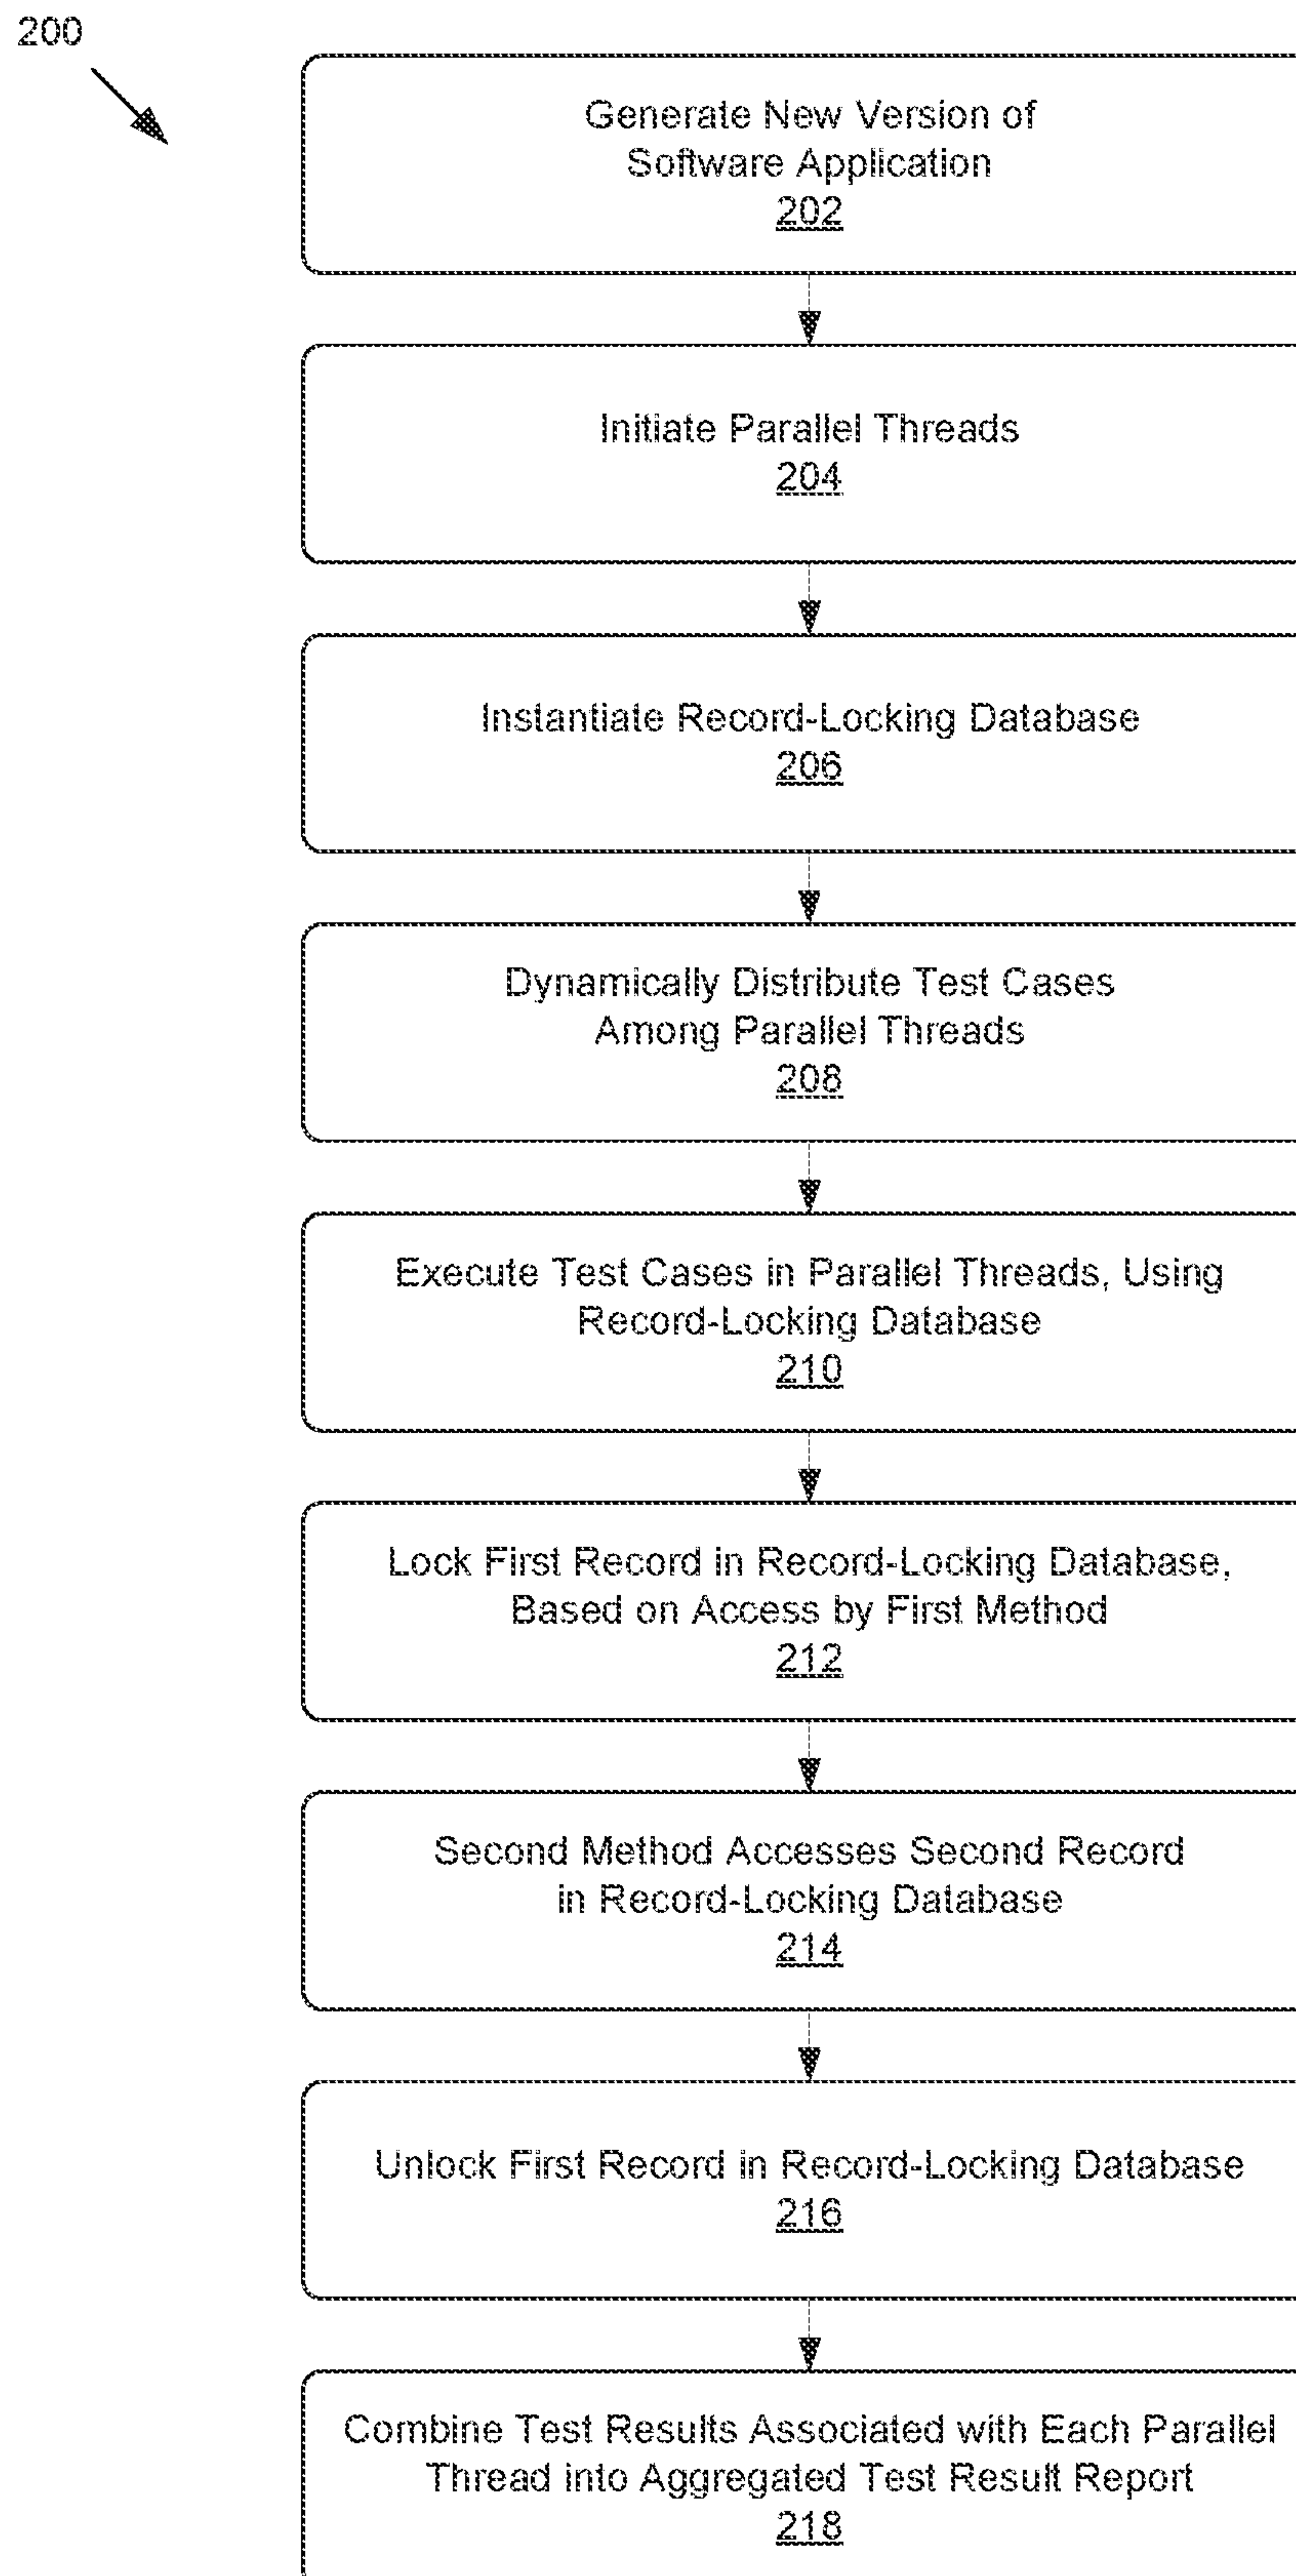 200
Generate New Version of
Software Application
202
Initiate Parallel Threads
204
Instantiate Record-Locking Database
206
Dynamically Distribute Test Cases
Among Parallel Threads
208
Execute Test Cases in Parallel Threads, Using
Record-Locking Database
210
Lock First Record in Record-Locking Database,
Based on Access by First Method
212
Second Method Accesses Second Record
in Record-Locking Database
214
Unlock First Record in Record-Locking Database
216
Combine Test Results Associated with Each Parallel
Thread into Aggregated Test Result Report
218